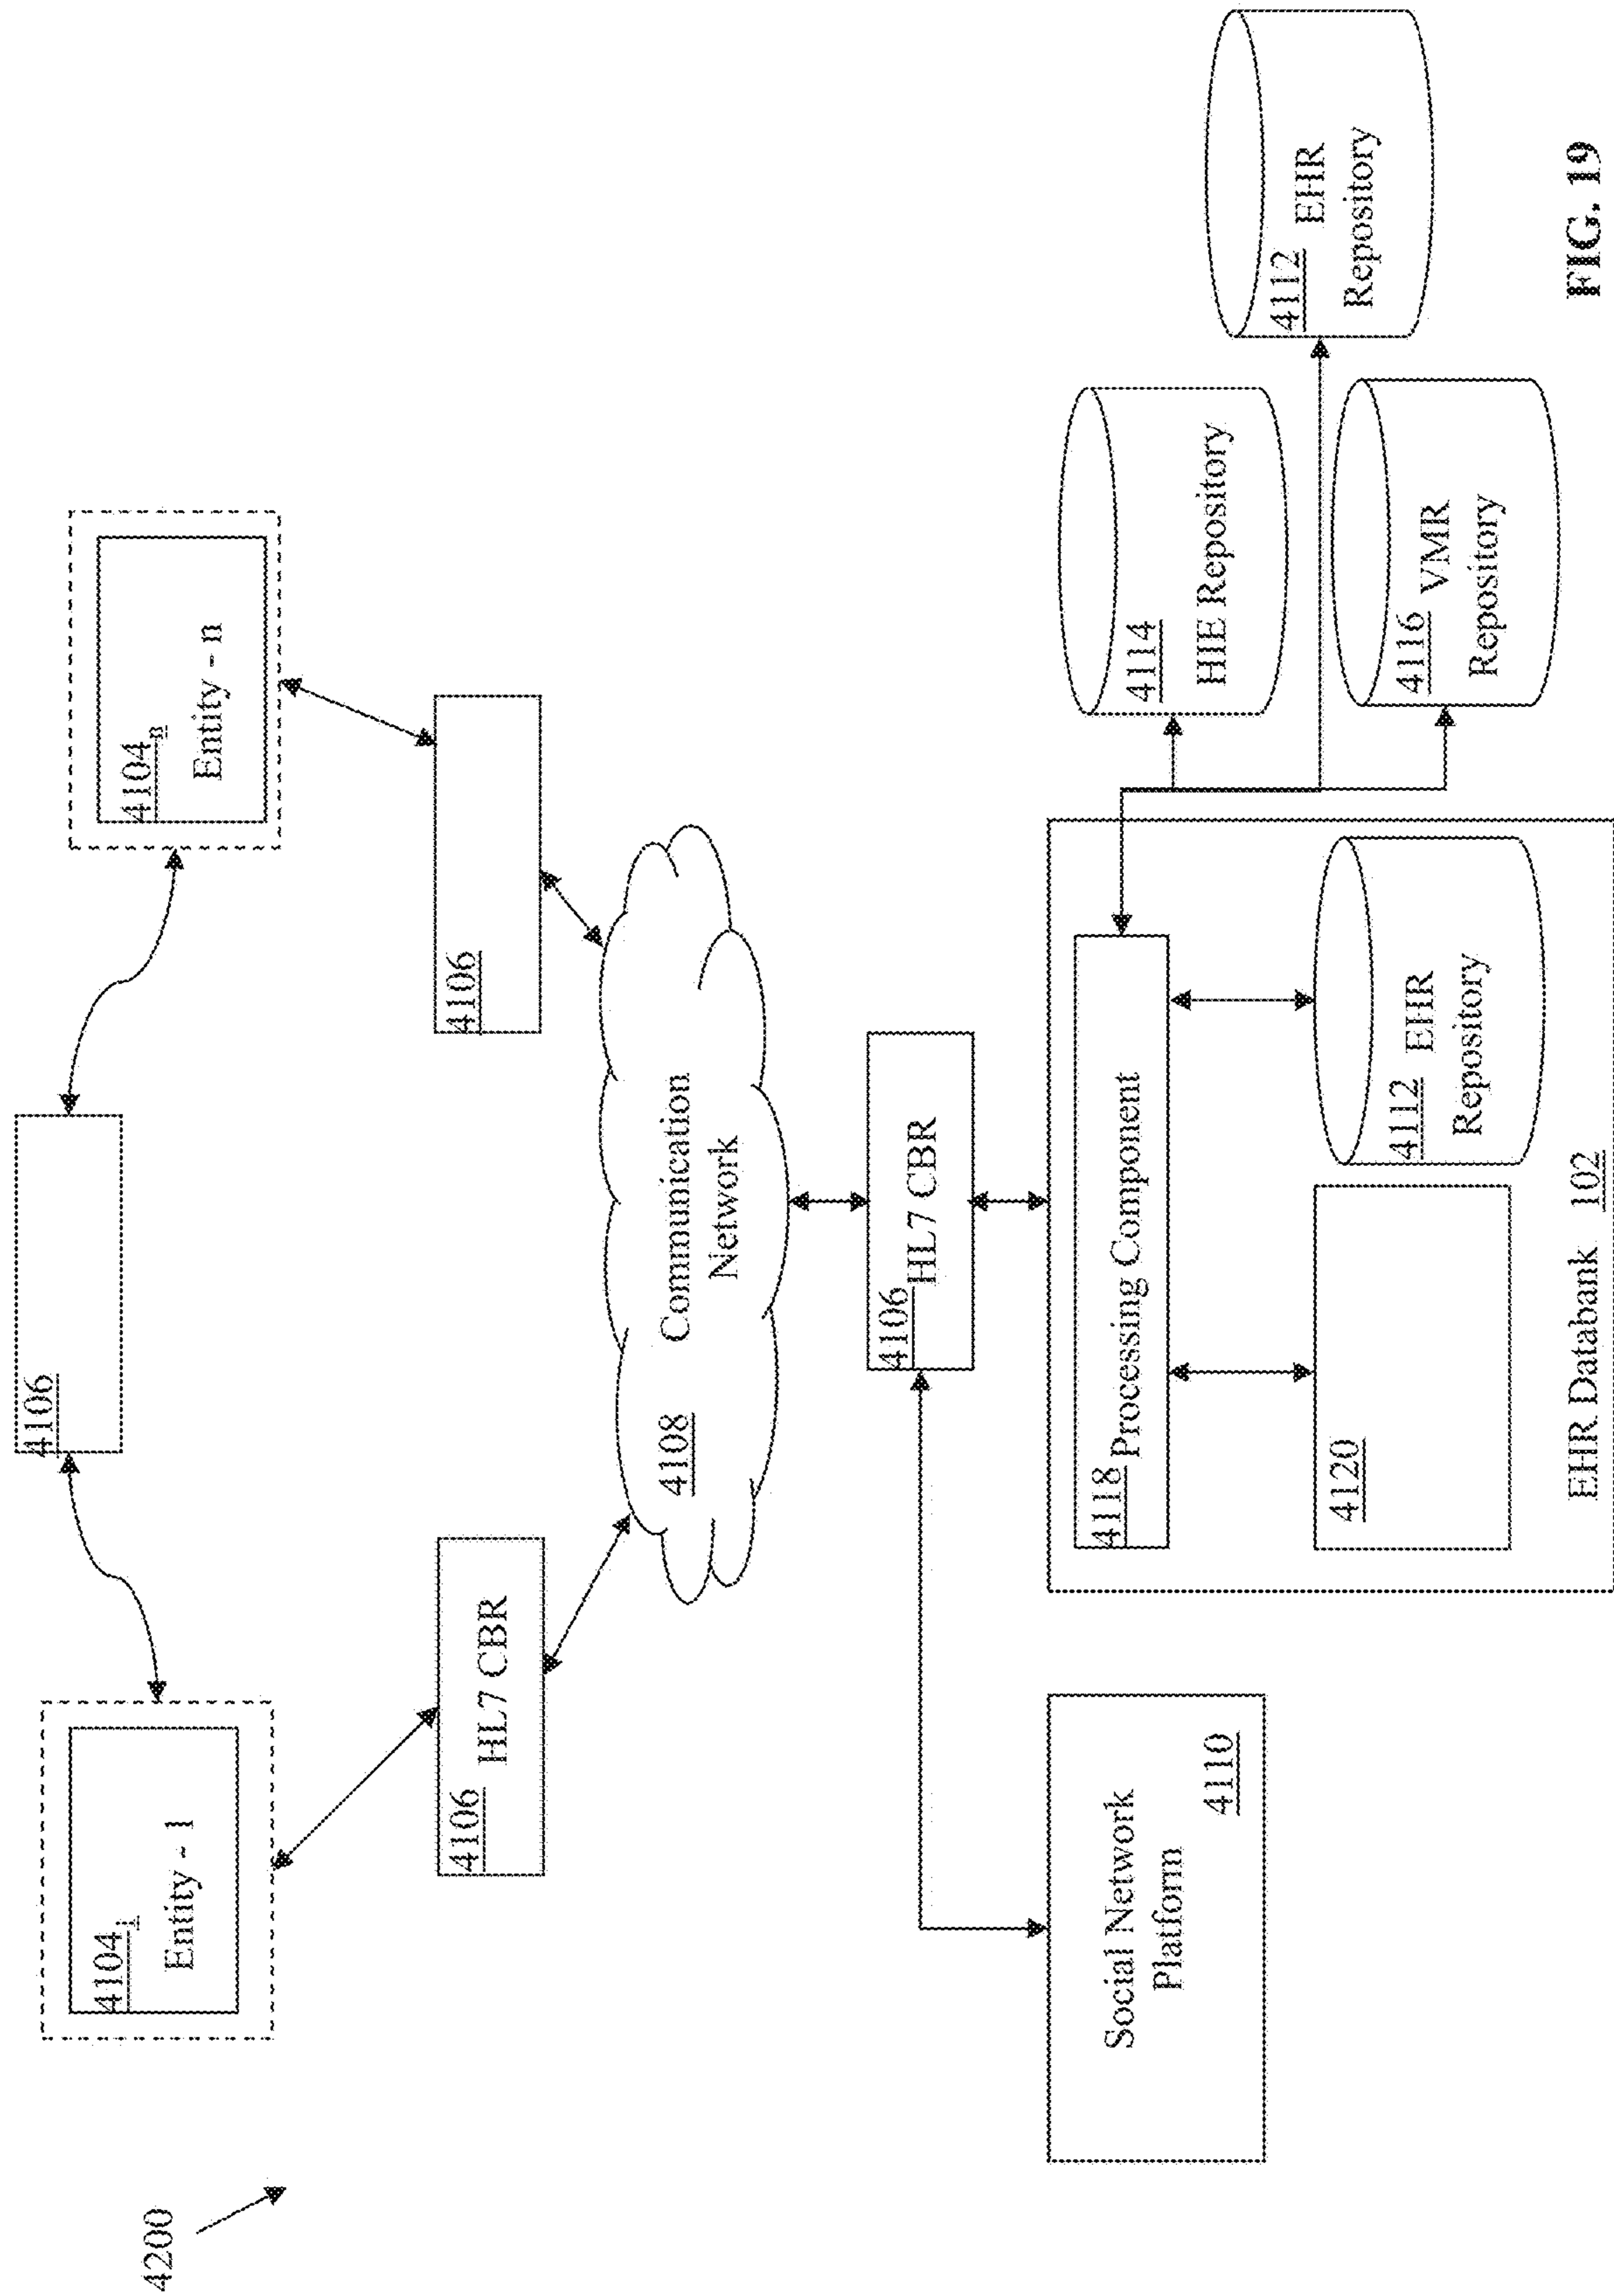 4200
4106
4104i
Entity - 1
4104n
Entity - n
4106
HL7 CBR
4106
4108
Communication
Network
4106
HL7 CBR
Social Network
Platform
4110
4118
Processing Component
4120
4112
EHR
Repository
EHR Databank 102
4114
HIE Repository
4116
VMR
Repository
4112
EHR
Repository
FIG. 19